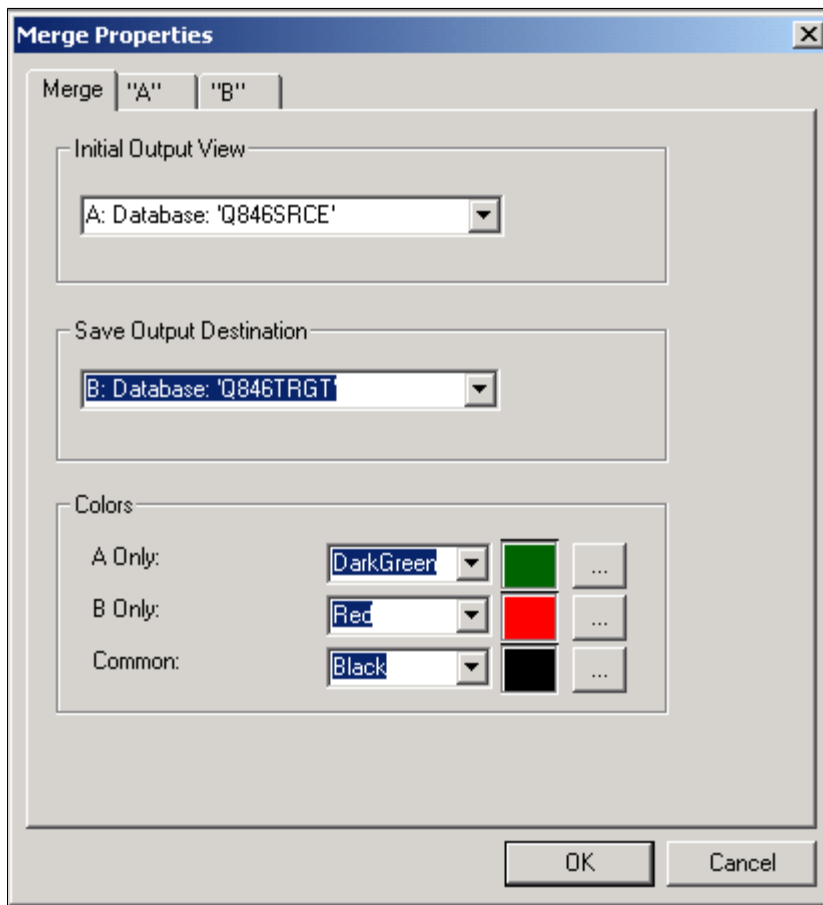 Merge Properties
Merge "A" "B"
Initial Output View
A: Database: 'Q846SRCE'
Save Output Destination
B: Database: 'Q846TRGT'
Colors
A Only: DarkGreen ...
B Only: Red ...
Common: Black ...
OK Cancel